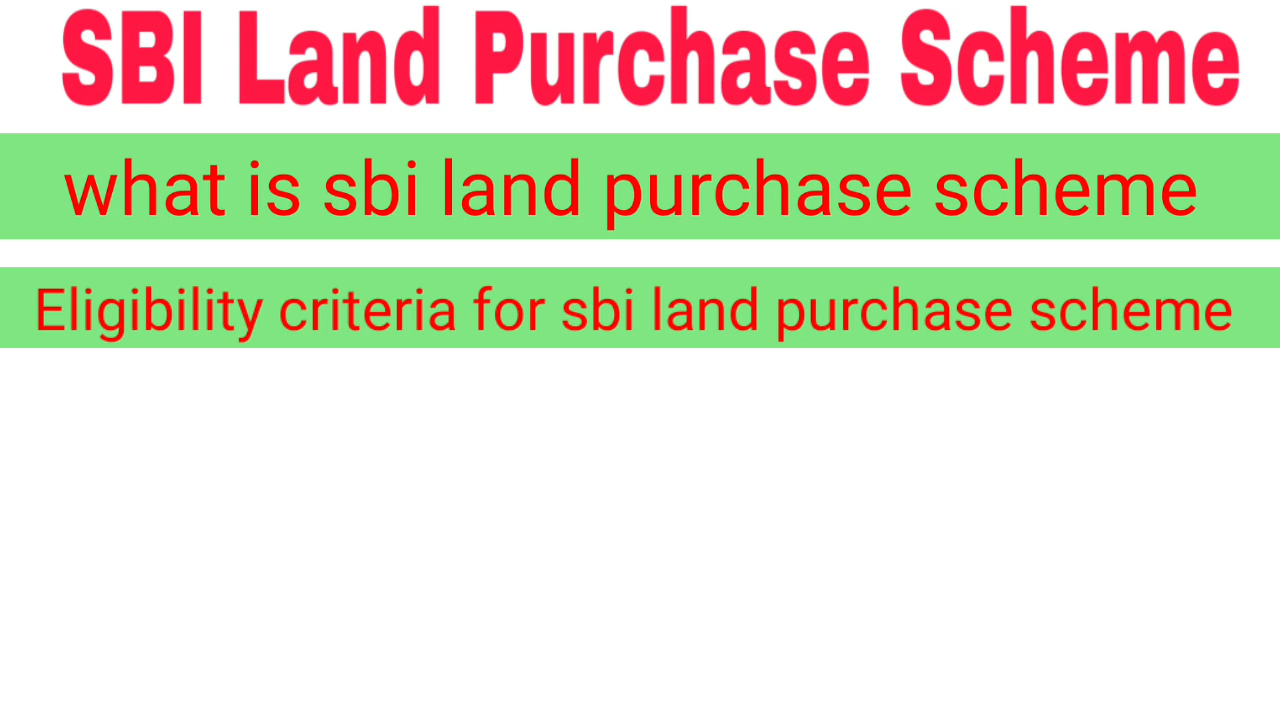 SBI Land Purchase Scheme
what is sbi land purchase scheme
Eligibility criteria for sbi land purchase scheme